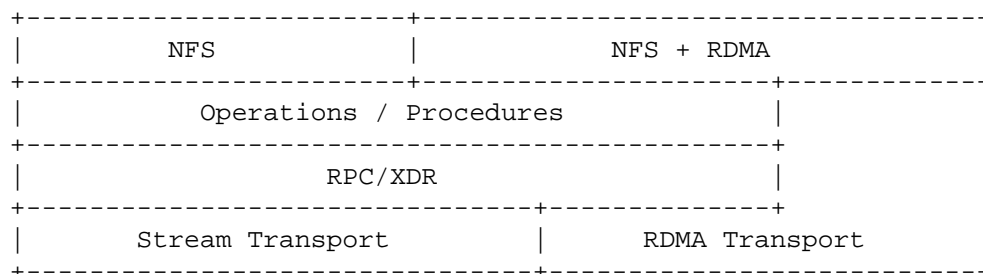 +------------------------+-------------------------------------
|         NFS            |            NFS + RDMA
+------------------------+----------------------+--------------
|           Operations / Procedures             |
+-----------------------------------------------+
|                   RPC/XDR                     |
+--------------------------------+--------------+
|       Stream Transport         |      RDMA Transport
+--------------------------------+-----------------------------